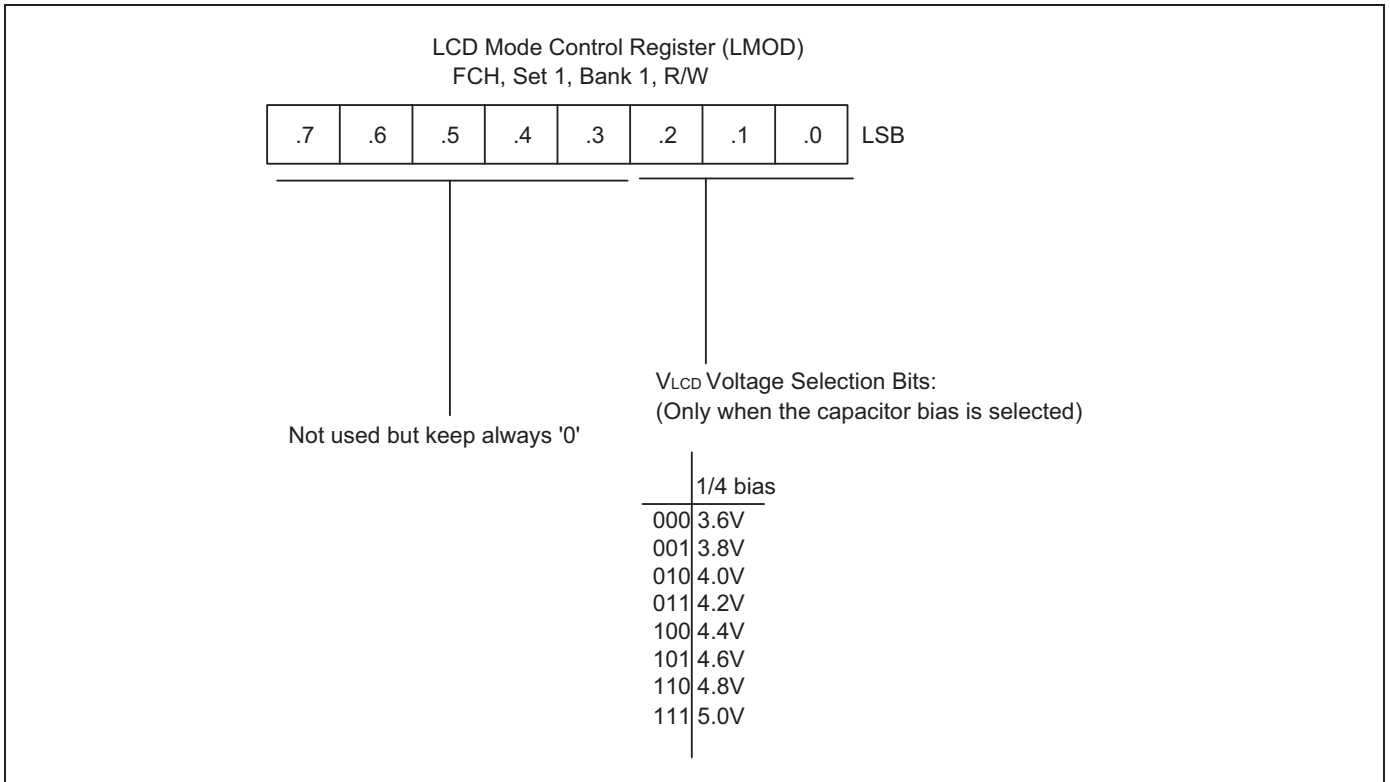 LCD Mode Control Register (LMOD)
FCH, Set 1, Bank 1, R/W
.7 .6 .5 .4 .3 .2 .1 .0 LSB
VLCD Voltage Selection Bits:
(Only when the capacitor bias is selected)
Not used but keep always '0'
1/4 bias
000 3.6V
001 3.8V
010 4.0V
011 4.2V
100 4.4V
101 4.6V
110 4.8V
111 5.0V